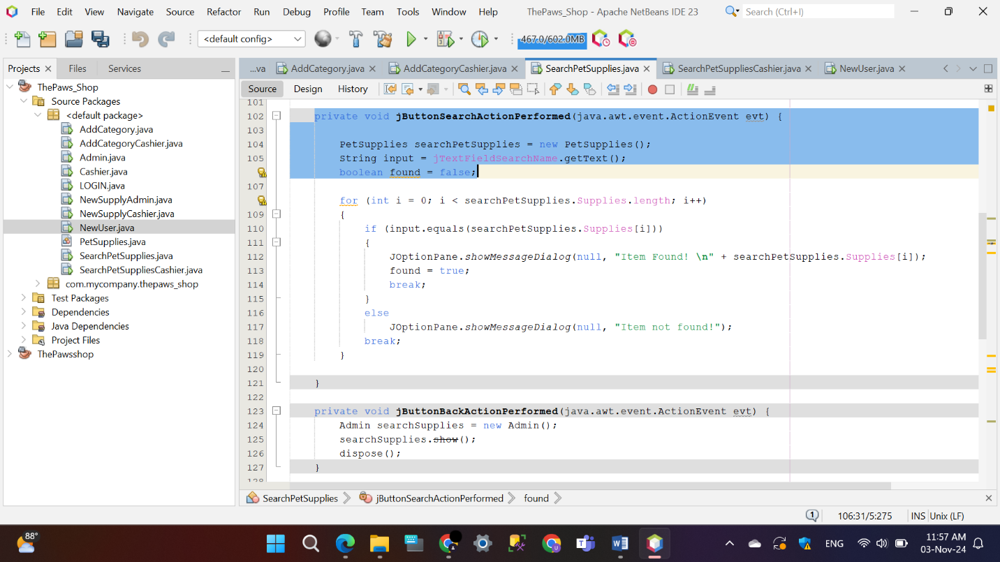 File Edit View Navigate Source Refactor Run Debug Profile Team Tools Window Help ThePaws_Shop - Apache NetBeans IDE 23 Search (Ctrl+I)
<default config> 467.0/602.0MB
Projects Files Services
...va AddCategory.java AddCategoryCashier.java SearchPetSupplies.java SearchPetSuppliesCashier.java NewUser.java
Source Design History
ThePaws_Shop
Source Packages
<default package>
AddCategory.java
AddCategoryCashier.java
Admin.java
Cashier.java
LOGIN.java
NewSupplyAdmin.java
NewSupplyCashier.java
NewUser.java
PetSupplies.java
SearchPetSupplies.java
SearchPetSuppliesCashier.java
com.mycompany.thepaws_shop
Test Packages
Dependencies
Java Dependencies
Project Files
ThePawsshop
101
102 private void jButtonSearchActionPerformed(java.awt.event.ActionEvent evt) {
103
104 PetSupplies searchPetSupplies = new PetSupplies();
105 String input = jTextFieldSearchName.getText();
boolean found = false;
107
for (int i = 0; i < searchPetSupplies.Supplies.length; i++)
109 {
110 if (input.equals(searchPetSupplies.Supplies[i]))
111 {
112 JOptionPane.showMessageDialog(null, "Item Found! \n" + searchPetSupplies.Supplies[i]);
113 found = true;
114 break;
115 }
116 else
117 JOptionPane.showMessageDialog(null, "Item not found!");
118 break;
119 }
120
121 }
122
123 private void jButtonBackActionPerformed(java.awt.event.ActionEvent evt) {
124 Admin searchSupplies = new Admin();
125 searchSupplies.show();
126 dispose();
127 }
128
SearchPetSupplies jButtonSearchActionPerformed found
1 106:31/5:275 INS Unix (LF)
88° ENG 11:57 AM
03-Nov-24